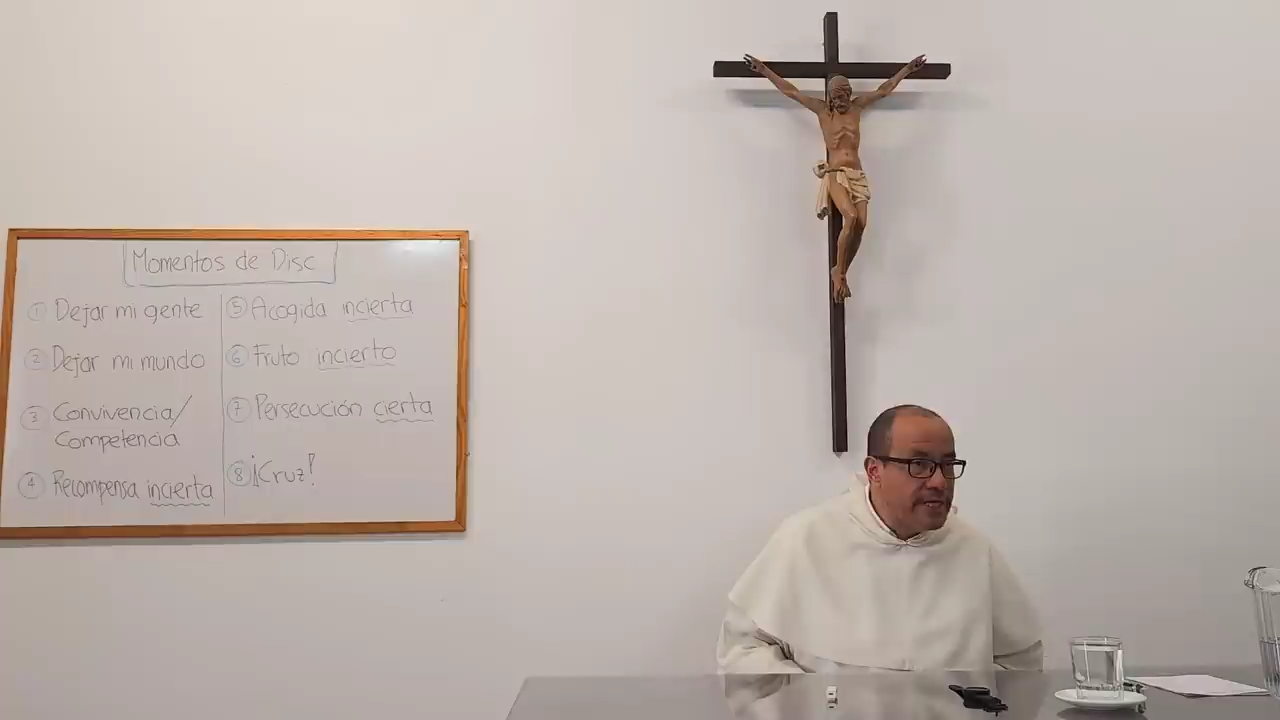 Momentos de Disc
① Dejar mi gente
② Dejar mi mundo
③ Convivencia/
Competencia
④ Recompensa incierta
⑤ Acogida incierta
⑥ Fruto incierto
⑦ Persecución cierta
⑧ ¡Cruz!